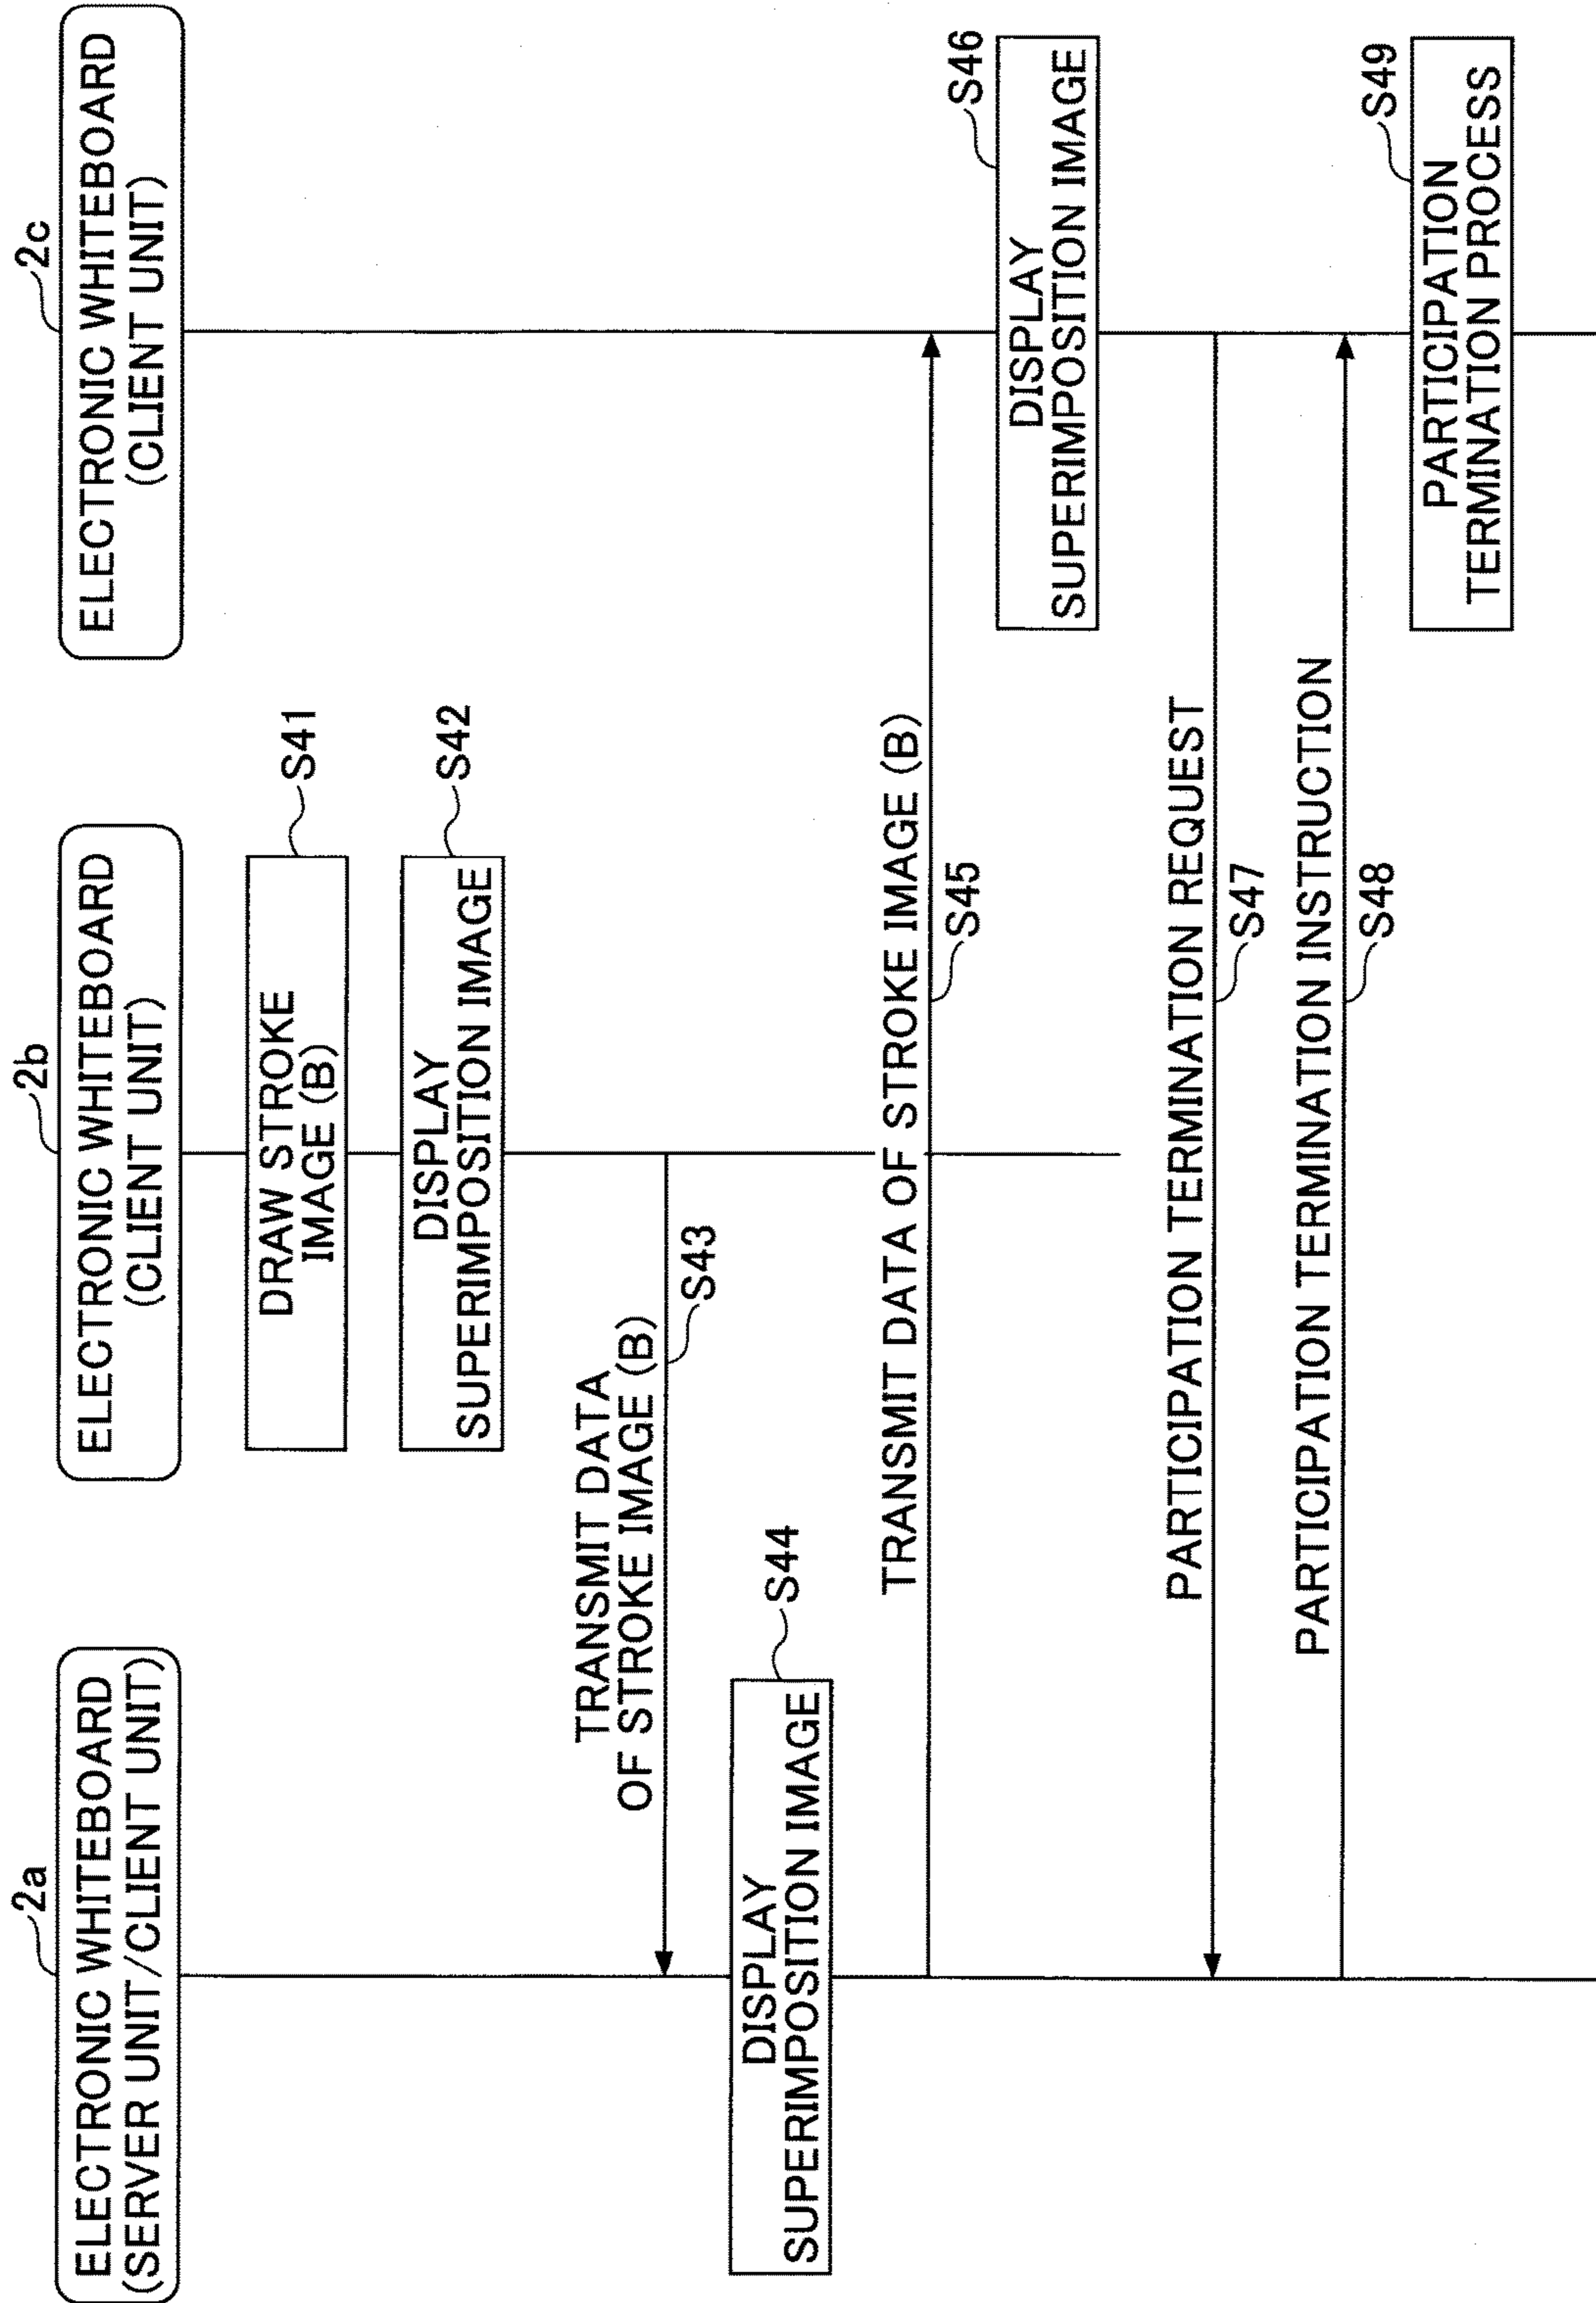 2a
ELECTRONIC WHITEBOARD
(SERVER UNIT/CLIENT UNIT)
2b
ELECTRONIC WHITEBOARD
(CLIENT UNIT)
2c
ELECTRONIC WHITEBOARD
(CLIENT UNIT)
DRAW STROKE
IMAGE (B)
S41
DISPLAY
SUPERIMPOSITION IMAGE
S42
TRANSMIT DATA
OF STROKE IMAGE (B)
S43
DISPLAY
SUPERIMPOSITION IMAGE
S44
TRANSMIT DATA OF STROKE IMAGE (B)
S45
DISPLAY
SUPERIMPOSITION IMAGE
S46
PARTICIPATION TERMINATION REQUEST
S47
PARTICIPATION TERMINATION INSTRUCTION
S48
PARTICIPATION
TERMINATION PROCESS
S49